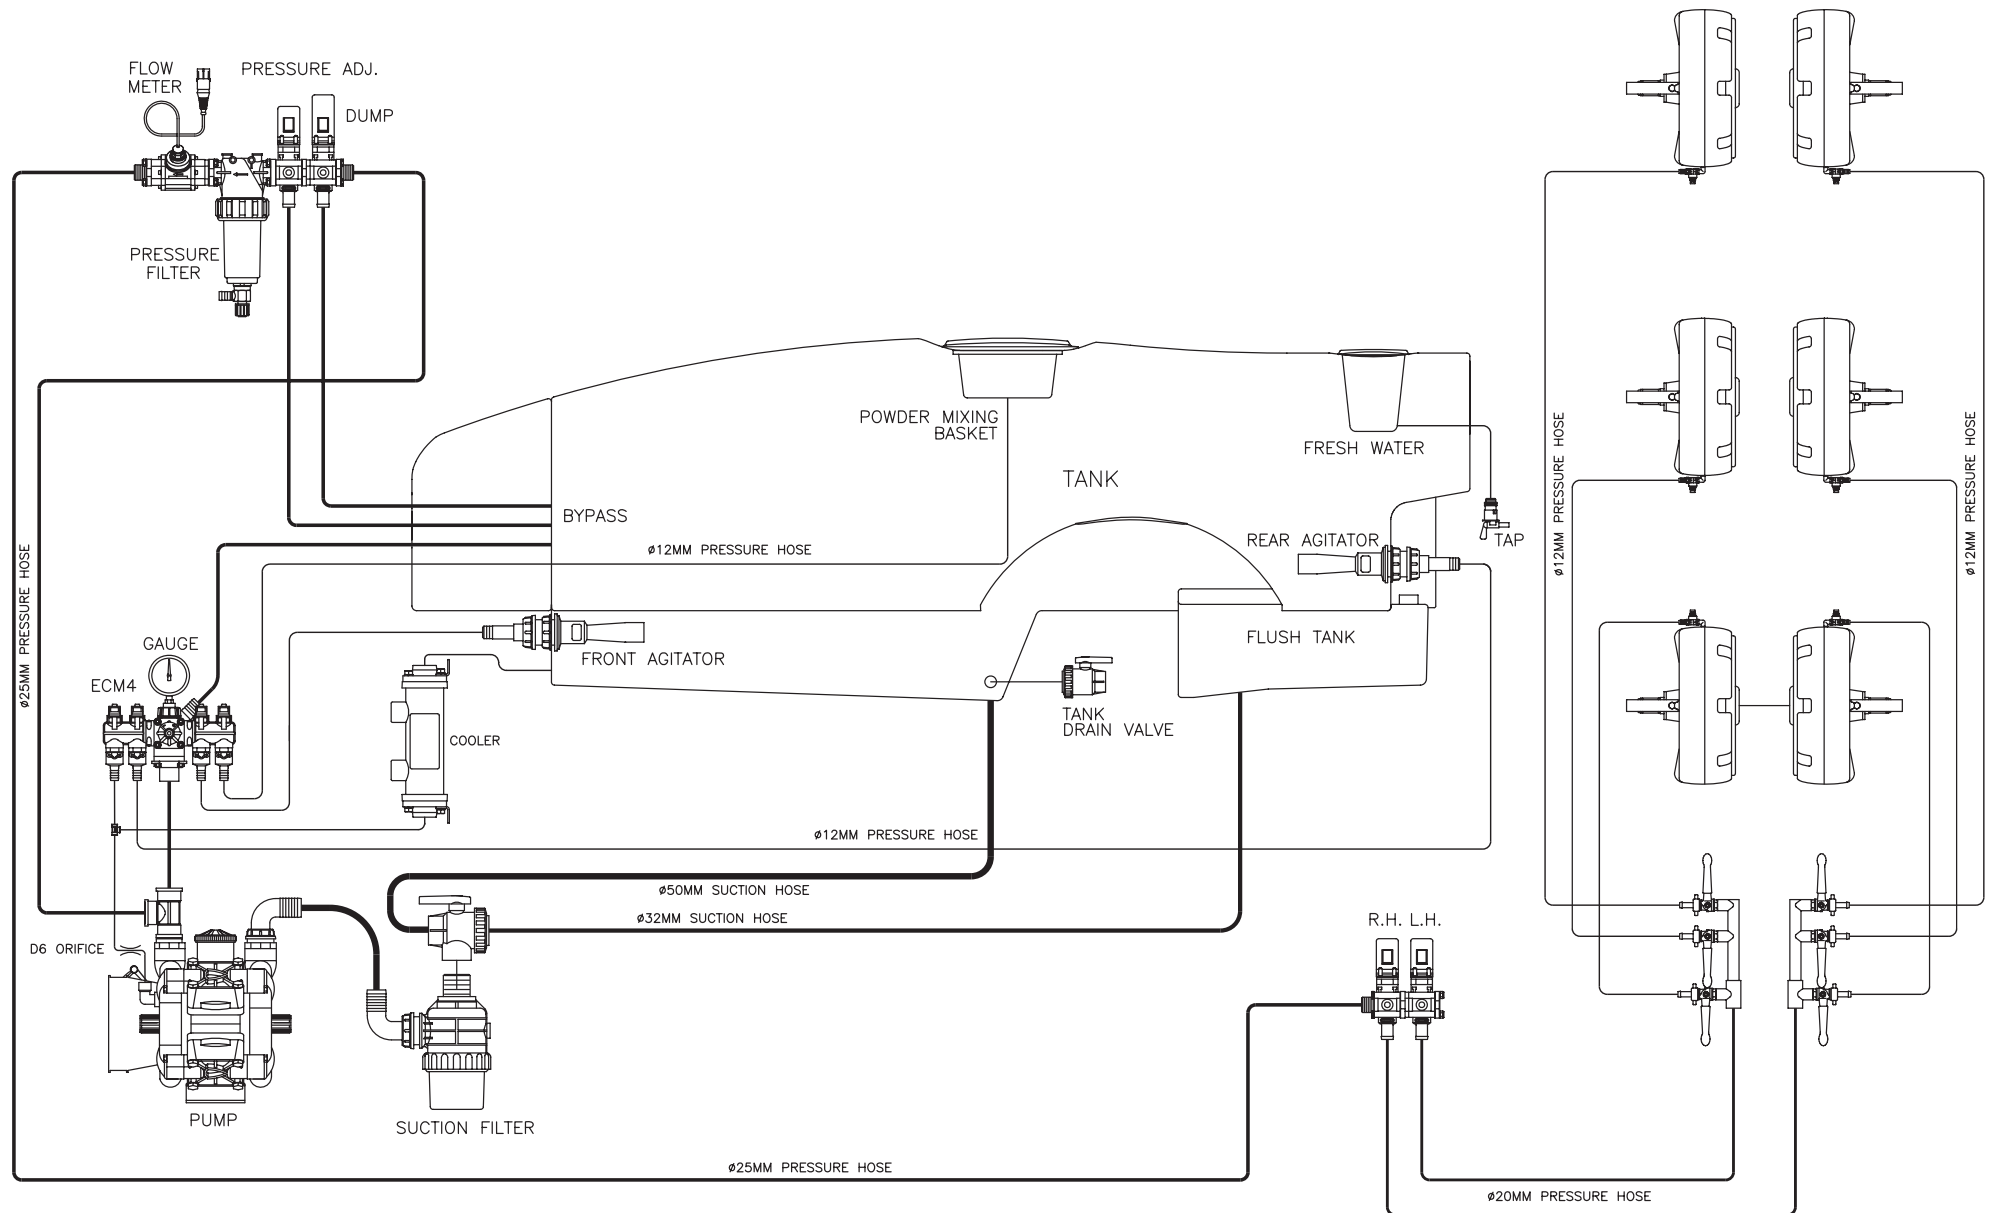 FLOW
METER
PRESSURE ADJ.
DUMP
PRESSURE
FILTER
POWDER MIXING
BASKET
FRESH WATER
TANK
BYPASS
ø12MM PRESSURE HOSE
REAR AGITATOR
TAP
ø12MM PRESSURE HOSE
ø12MM PRESSURE HOSE
ø25MM PRESSURE HOSE
GAUGE
ECM4
FRONT AGITATOR
FLUSH TANK
COOLER
TANK
DRAIN VALVE
ø12MM PRESSURE HOSE
ø50MM SUCTION HOSE
ø32MM SUCTION HOSE
R.H. L.H.
D6 ORIFICE
PUMP
SUCTION FILTER
ø25MM PRESSURE HOSE
ø20MM PRESSURE HOSE